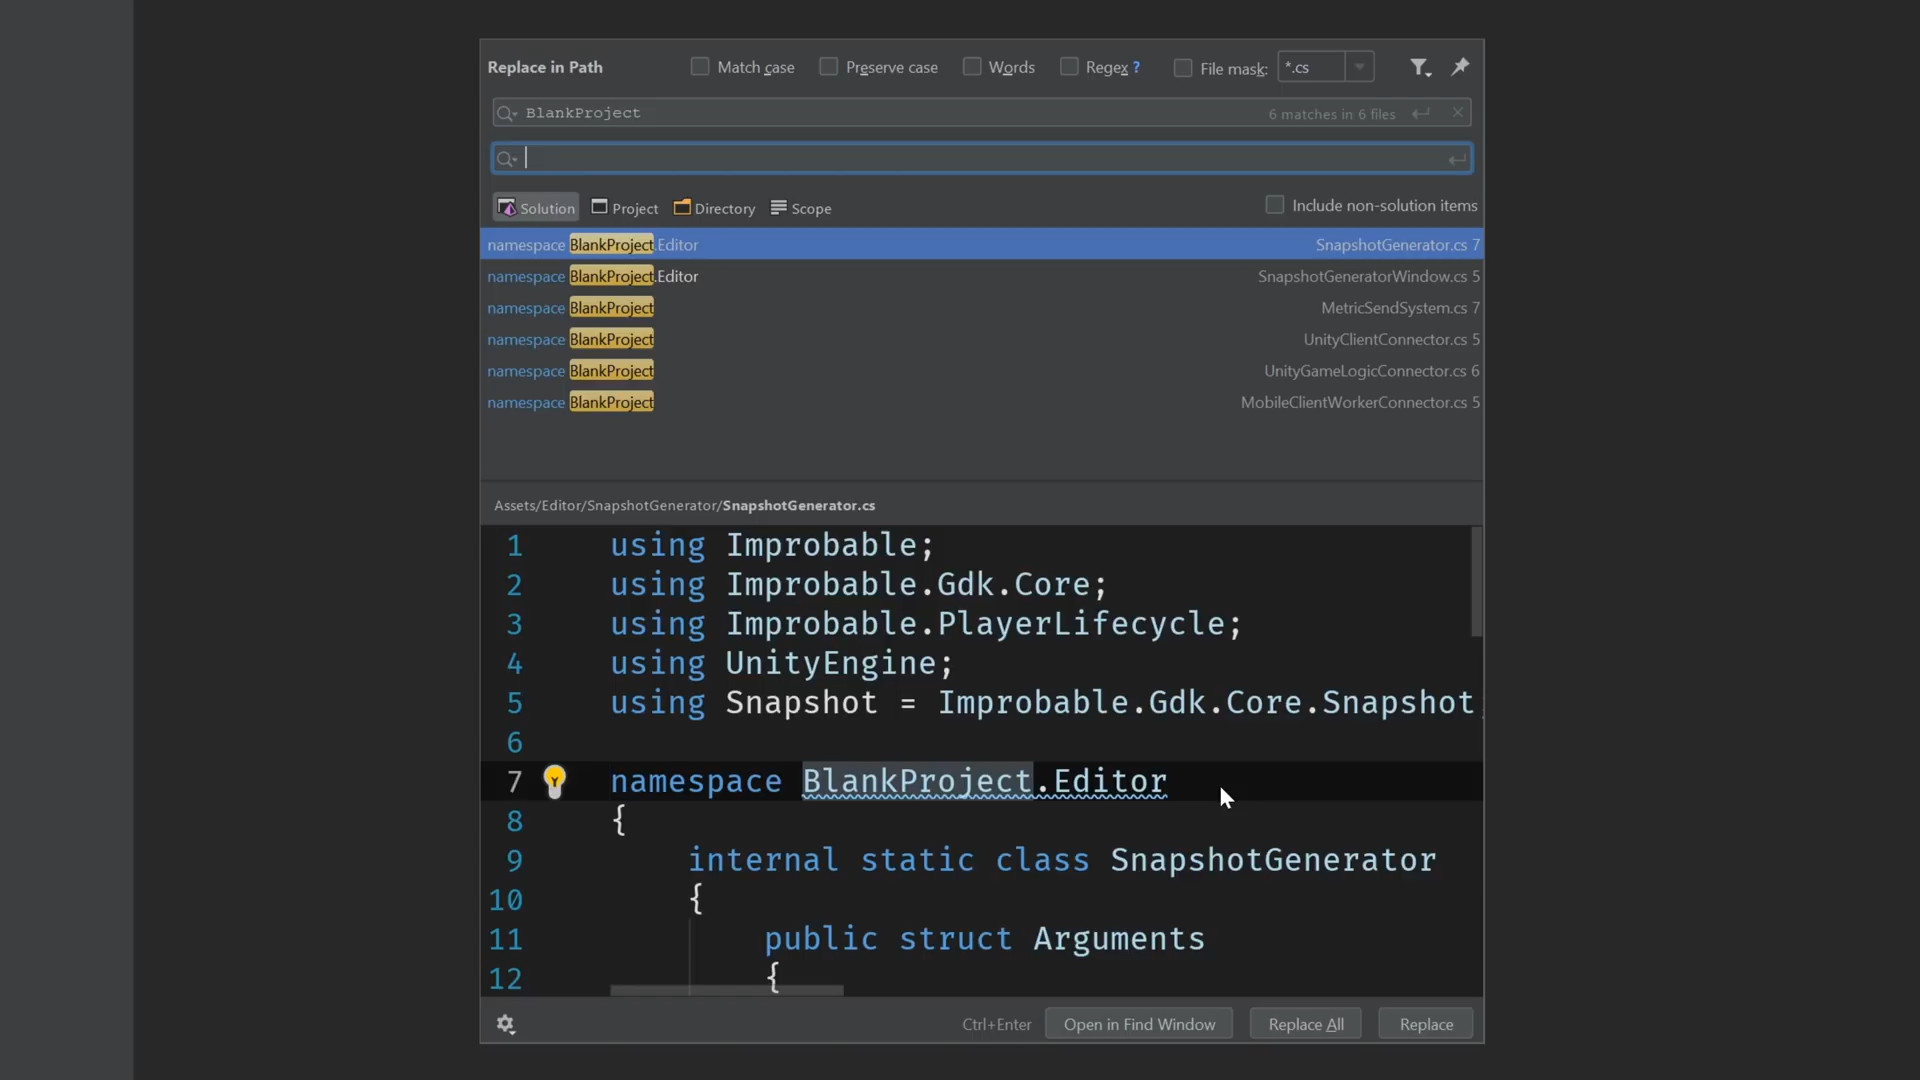 Replace in Path Match case Preserve case Words Regex ? File mask: *.cs
BlankProject 6 matches in 6 files
Solution Project Directory Scope Include non-solution items
namespace BlankProject.Editor SnapshotGenerator.cs 7
namespace BlankProject.Editor SnapshotGeneratorWindow.cs 5
namespace BlankProject MetricSendSystem.cs 7
namespace BlankProject UnityClientConnector.cs 5
namespace BlankProject UnityGameLogicConnector.cs 6
namespace BlankProject MobileClientWorkerConnector.cs 5
Assets/Editor/SnapshotGenerator/SnapshotGenerator.cs
1 using Improbable;
2 using Improbable.Gdk.Core;
3 using Improbable.PlayerLifecycle;
4 using UnityEngine;
5 using Snapshot = Improbable.Gdk.Core.Snapshot;
6
7 namespace BlankProject.Editor
8 {
9 internal static class SnapshotGenerator
10 {
11 public struct Arguments
12 {
Ctrl+Enter Open in Find Window Replace All Replace